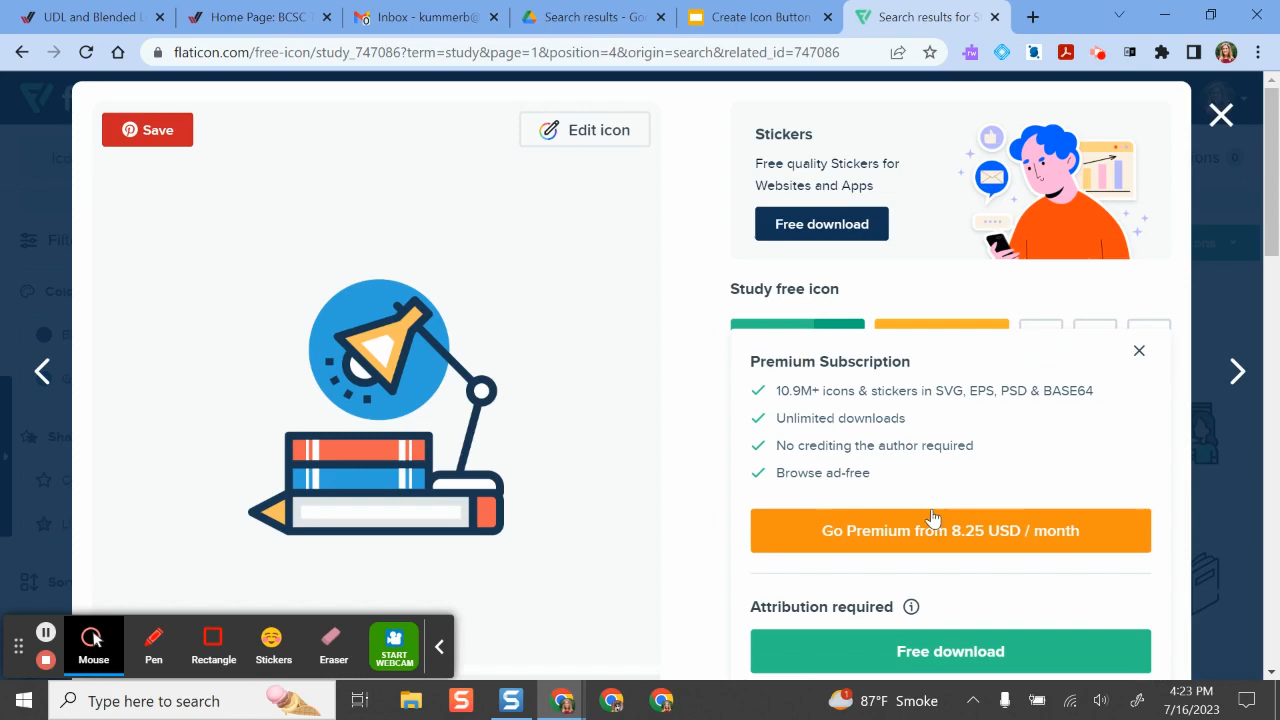 UDL and Blended L
Home Page: BCSC
Inbox - kummerb@
Search results - Goo
Create Icon Button
Search results for S
flaticon.com/free-icon/study_747086?term=study&page=1&position=4&origin=search&related_id=747086
Save
Edit icon
Stickers
Free quality Stickers for
Websites and Apps
Free download
Study free icon
Premium Subscription
10.9M+ icons & stickers in SVG, EPS, PSD & BASE64
Unlimited downloads
No crediting the author required
Browse ad-free
Go Premium from 8.25 USD / month
Attribution required
Free download
Mouse
Pen
Rectangle
Stickers
Eraser
START
WEBCAM
Type here to search
1
87°F Smoke
4:23 PM
7/16/2023